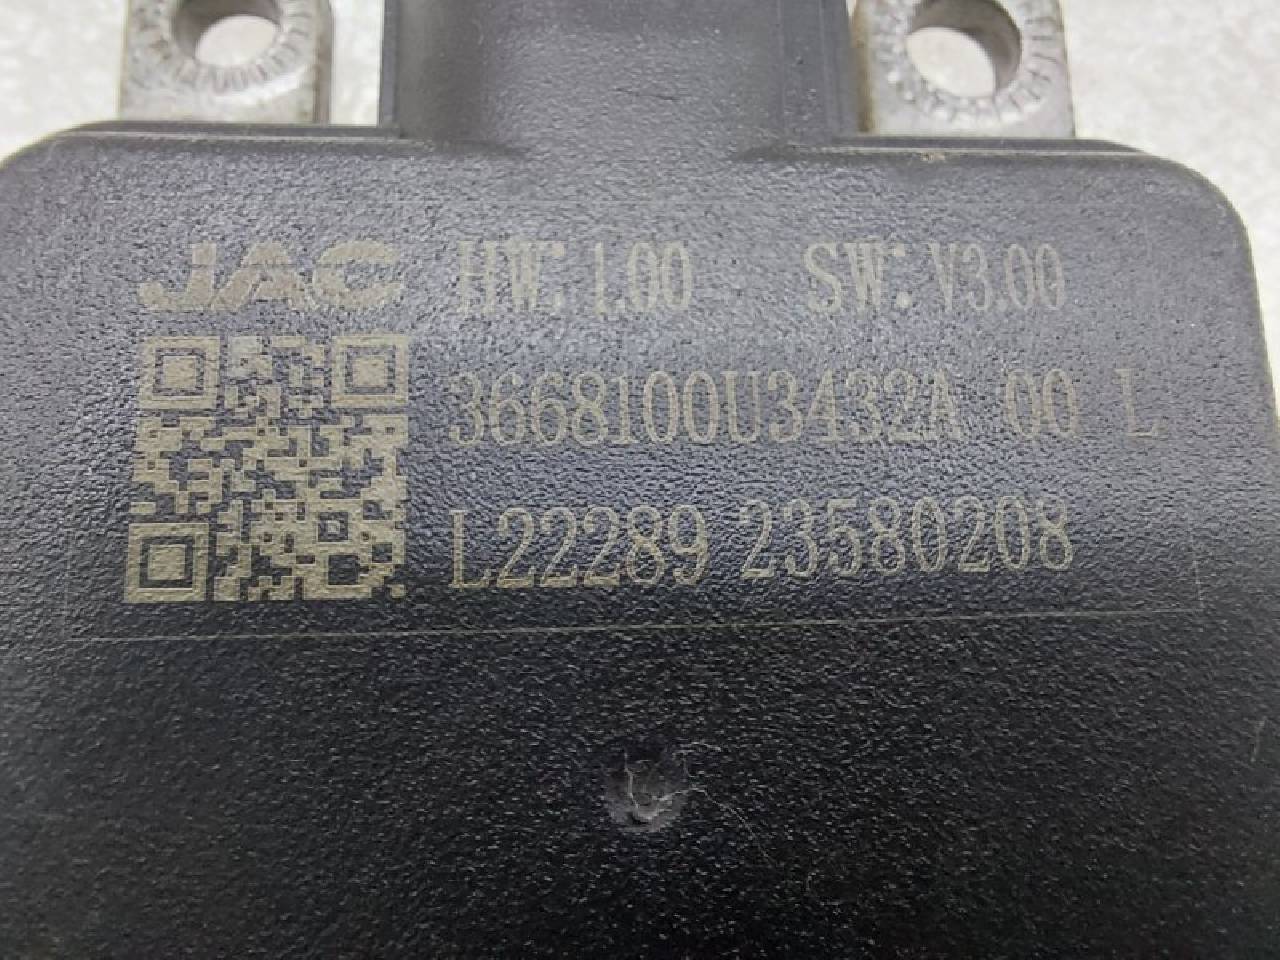 JAC HW: 1.00 SW: V3.00
3668100U3432A 00 L
L22289 23580208